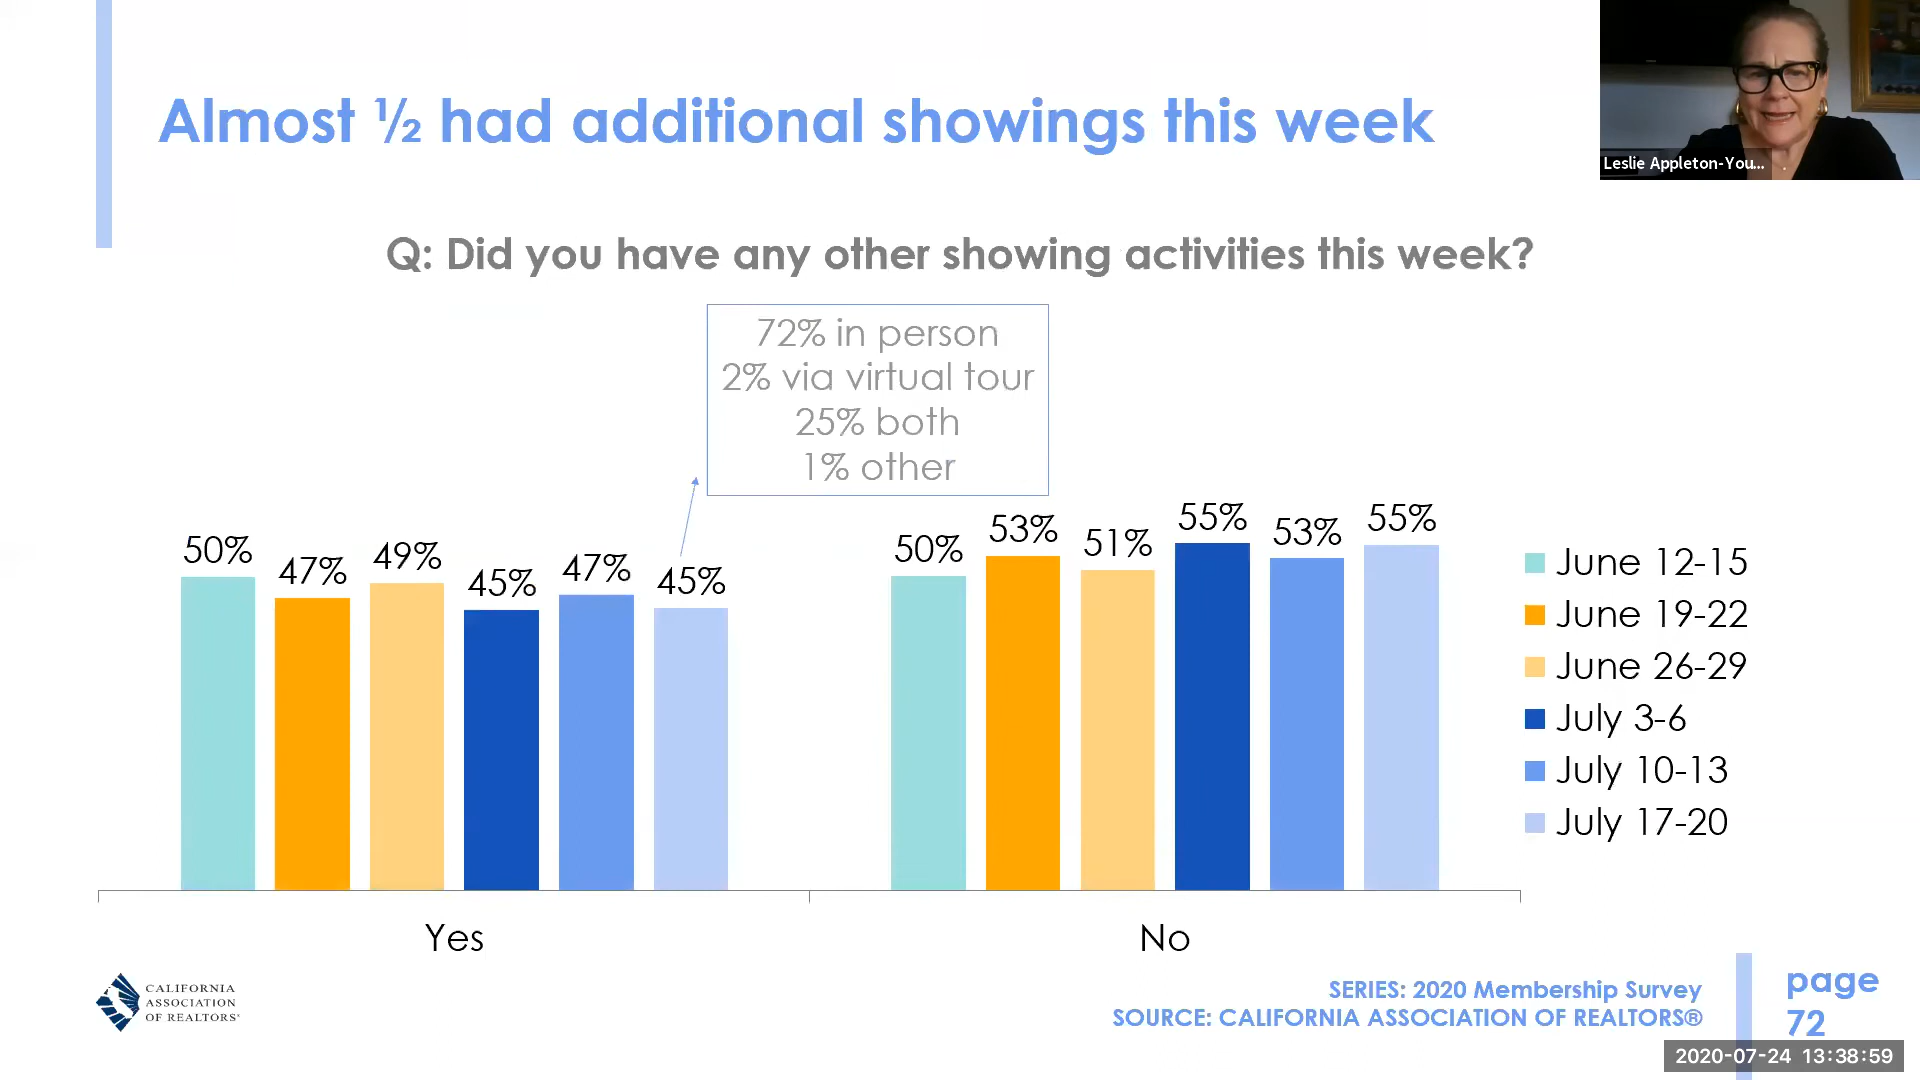 Almost ½ had additional showings this week
Leslie Appleton-You...
Q: Did you have any other showing activities this week?
72% in person
2% via virtual tour
25% both
1% other
50%
47%
49%
45%
47%
45%
50%
53%
51%
55%
53%
55%
June 12-15
June 19-22
June 26-29
July 3-6
July 10-13
July 17-20
Yes
No
CALIFORNIA
ASSOCIATION
OF REALTORS®
SERIES: 2020 Membership Survey
SOURCE: CALIFORNIA ASSOCIATION OF REALTORS®
page
72
2020-07-24 13:38:59